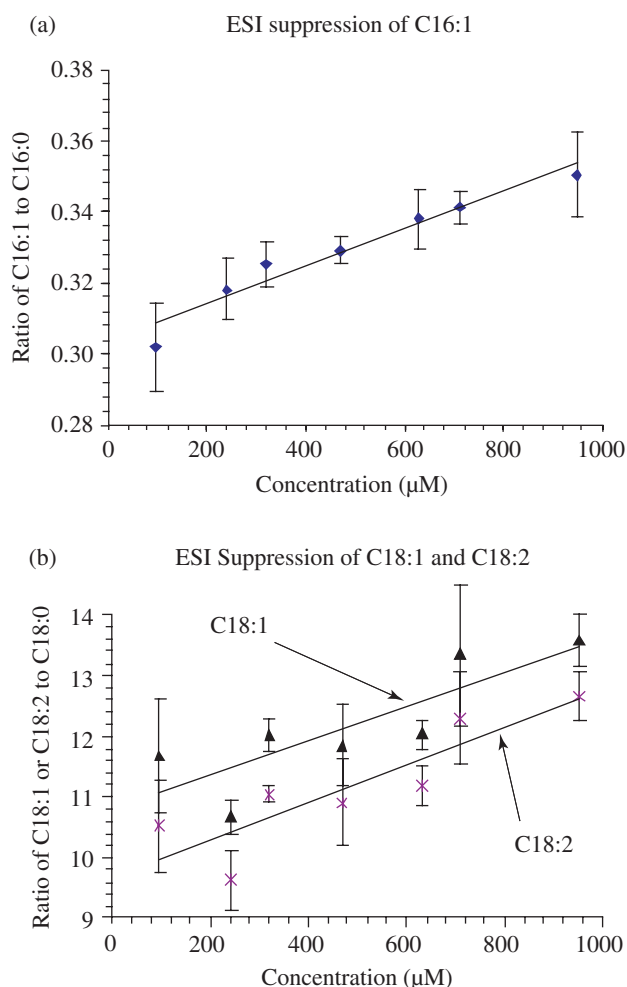 (a) ESI suppression of C16:1
Ratio of C16:1 to C16:0
0.38
0.36
0.34
0.32
0.30
0.28
0 200 400 600 800 1000
Concentration (µM)
(b) ESI Suppression of C18:1 and C18:2
Ratio of C18:1 or C18:2 to C18:0
14
13
12
11
10
9
C18:1
C18:2
0 200 400 600 800 1000
Concentration (µM)